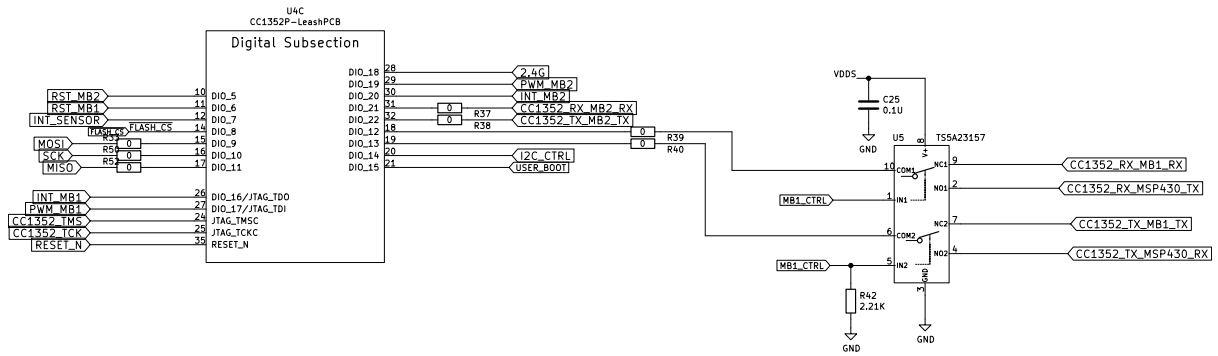 U4C
CC1352P-LeashPCB
Digital Subsection
DIO_18 28 2.4G
DIO_19 29 PWM_MB2
RST_MB2 10 DIO_5
DIO_20 30 INT_MB2
RST_MB1 11 DIO_6
DIO_21 31 0 R37 CC1352_RX_MB2_RX
INT_SENSOR 12 DIO_7
DIO_22 32 0 R38 CC1352_TX_MB2_TX
FLASH_CS FLASH_CS 14 DIO_8
DIO_12 18 0 R39
MOSI 0 15 DIO_9
DIO_13 19 0 R40
SCK R50 0 16 DIO_10
DIO_14 20 I2C_CTRL
MISO R52 0 17 DIO_11
DIO_15 21 USER_BOOT
INT_MB1 26 DIO_16/JTAG_TDO
PWM_MB1 27 DIO_17/JTAG_TDI
CC1352_TMS 24 JTAG_TMSC
CC1352_TCK 25 JTAG_TCKC
RESET_N 35 RESET_N
VDDS
C25
0.1U
GND
U5 TS5A23157
8 V+
10 COM1
NC1 9 CC1352_RX_MB1_RX
NO1 2 CC1352_RX_MSP430_TX
MB1_CTRL 1 IN1
NC2 7 CC1352_TX_MB1_TX
6 COM2
NO2 4 CC1352_TX_MSP430_RX
MB1_CTRL 5 IN2
GND 3
R42
2.21K
GND
GND